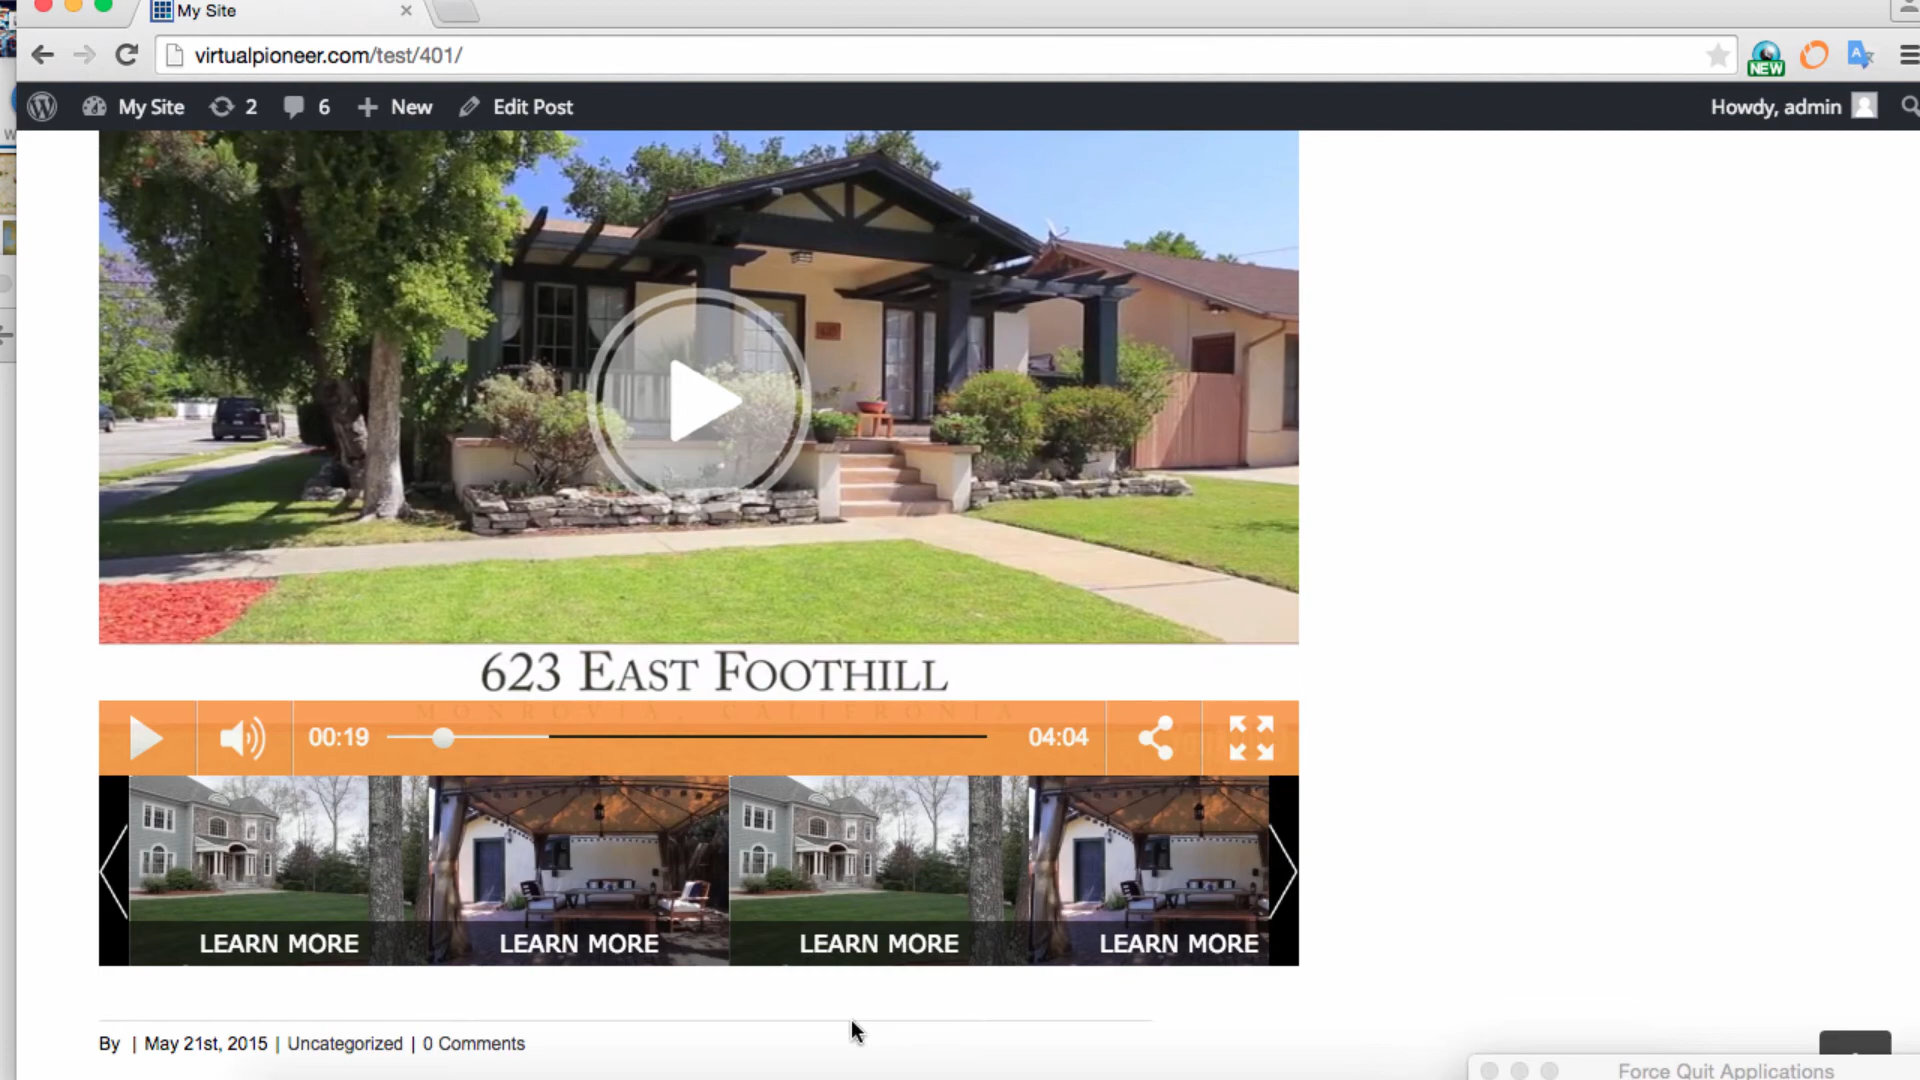 My Site
virtualpioneer.com/test/401/
NEW
My Site 2 6 New Edit Post Howdy, admin
623 EAST FOOTHILL
MONROVIA CALIFORNIA
00:19 04:04
LEARN MORE LEARN MORE LEARN MORE LEARN MORE
By | May 21st, 2015 | Uncategorized | 0 Comments
Force Quit Applications